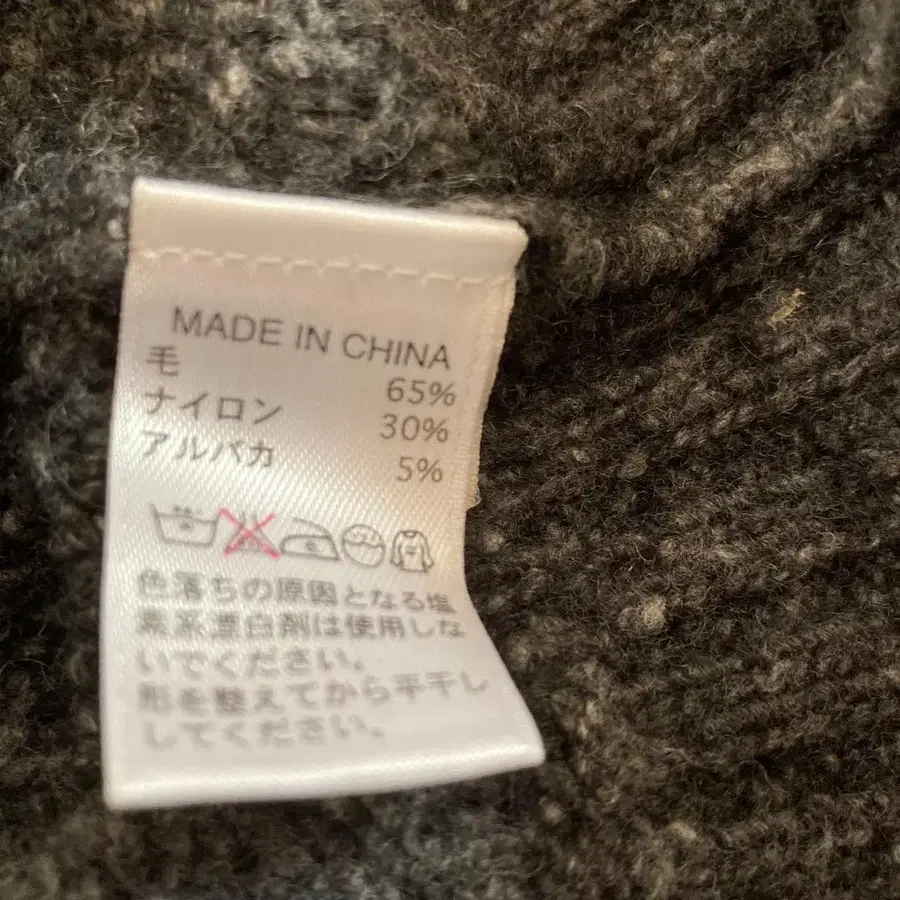 MADE IN CHINA
毛 65%
ナイロン 30%
アルパカ 5%
色落ちの原因となる塩
素系漂白剤は使用しな
いでください。
形を整えてから平干し
してください。